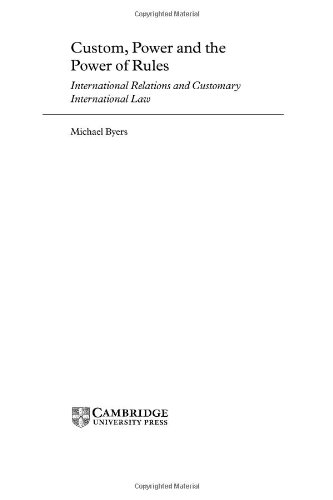 Copyrighted Material
Custom, Power and the
Power of Rules
International Relations and Customary
International Law
Michael Byers
CAMBRIDGE
UNIVERSITY PRESS
Copyrighted Material